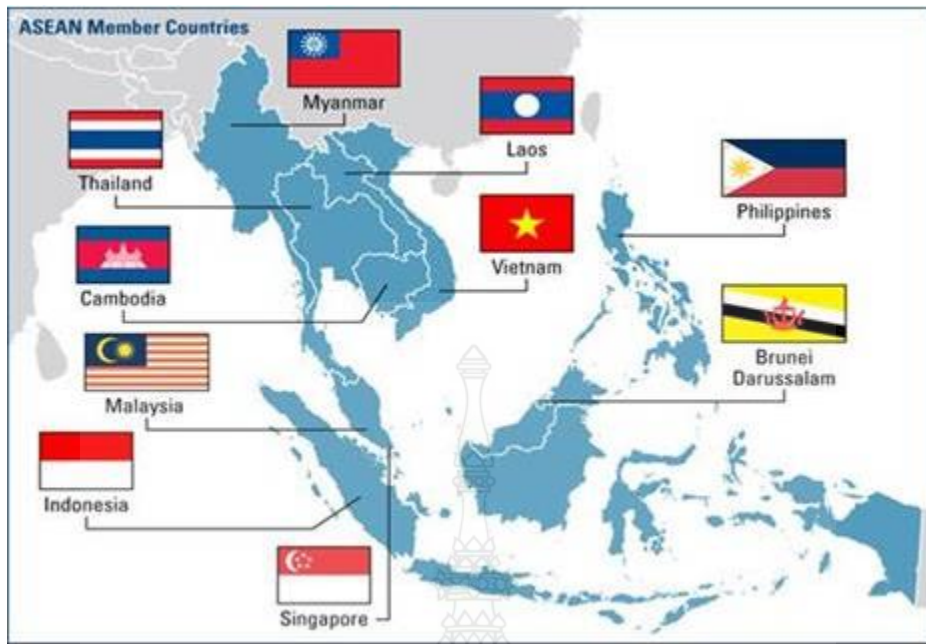 ASEAN Member Countries
Myanmar
Laos
Thailand
Philippines
Vietnam
Cambodia
Brunei
Darussalam
Malaysia
Indonesia
Singapore